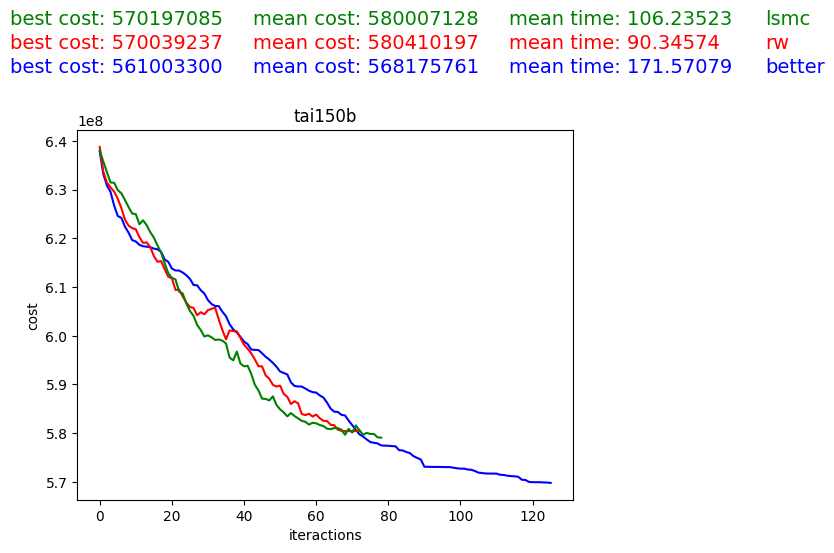 best cost: 570197085 mean cost: 580007128 mean time: 106.23523 lsmc
best cost: 570039237 mean cost: 580410197 mean time: 90.34574 rw
best cost: 561003300 mean cost: 568175761 mean time: 171.57079 better
tai150b
1e8
6.4
6.3
6.2
6.1
6.0
5.9
5.8
5.7
cost
0 20 40 60 80 100 120
iteractions